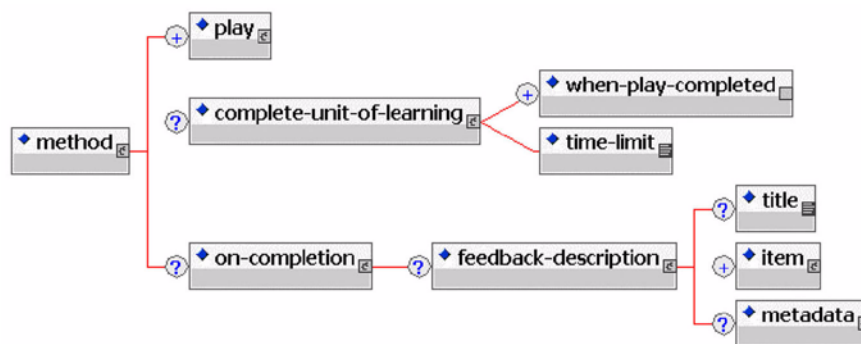 play
when-play-completed
complete-unit-of-learning
method
time-limit
title
on-completion
feedback-description
item
metadata